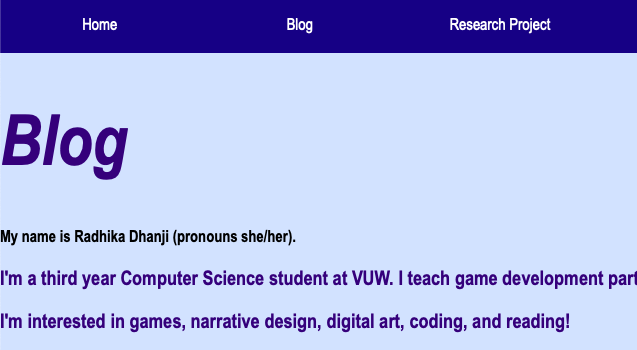 Home Blog Research Project
Blog
My name is Radhika Dhanji (pronouns she/her).
I'm a third year Computer Science student at VUW. I teach game development part
I'm interested in games, narrative design, digital art, coding, and reading!